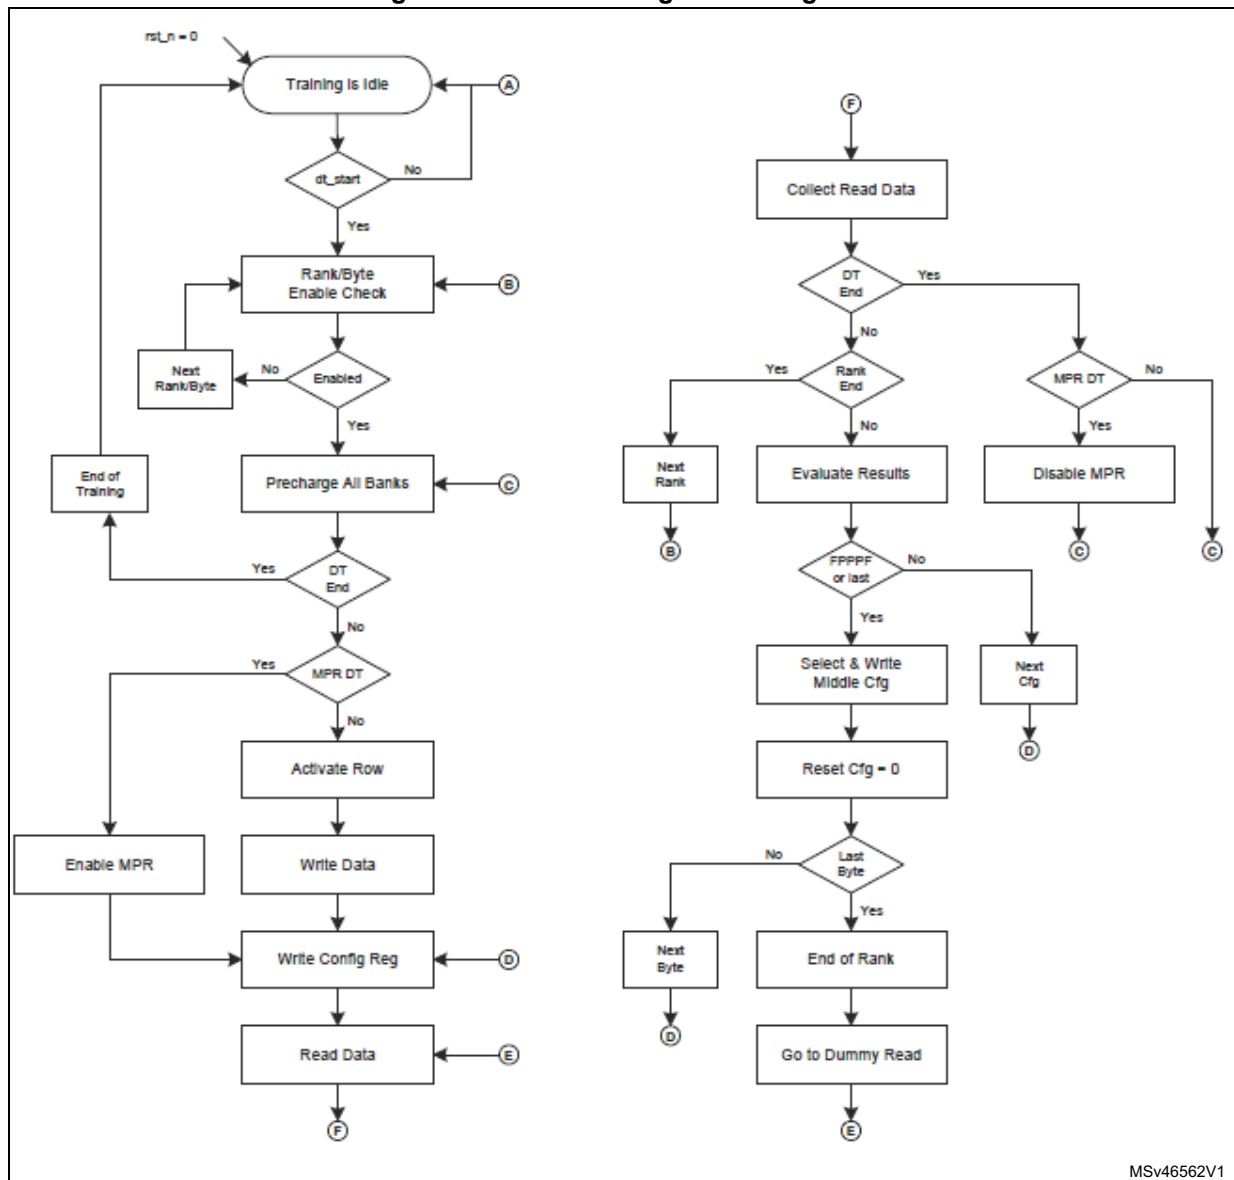 rst_n = 0
Training is Idle
A
dt_start
No
Yes
Rank/Byte
Enable Check
B
Next
Rank/Byte
No
Enabled
Yes
End of
Training
Precharge All Banks
C
Yes
DT
End
No
Yes
MPR DT
No
Activate Row
Enable MPR
Write Data
Write Config Reg
D
Read Data
E
F
F
Collect Read Data
DT
End
Yes
No
Yes
Rank
End
MPR DT
No
No
Yes
Next
Rank
Evaluate Results
Disable MPR
B
C
C
FPPPF
or last
No
Yes
Select & Write
Middle Cfg
Next
Cfg
D
Reset Cfg = 0
No
Last
Byte
Yes
Next
Byte
End of Rank
D
Go to Dummy Read
E
MSv46562V1